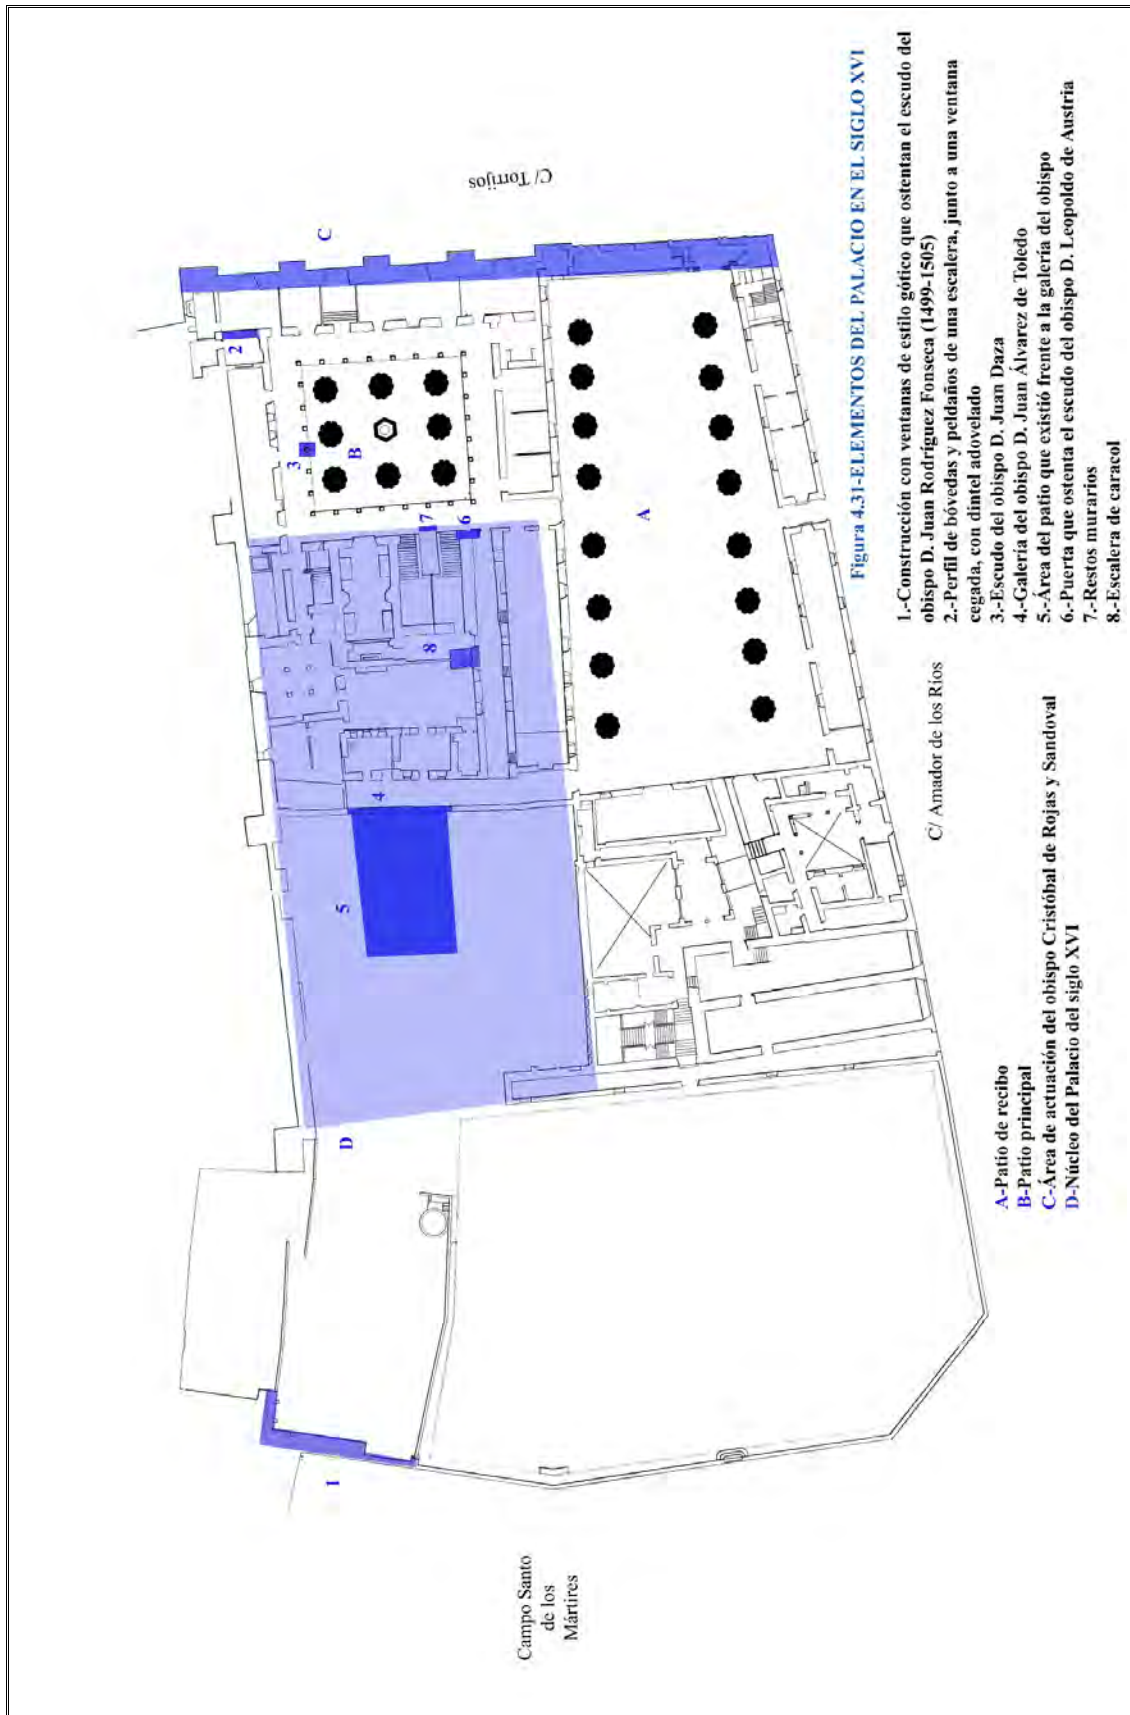 C/ Torrijos
C
2
3
B
7
6
8
A
4
5
D
1
Campo Santo
de los
Mártires
C/ Amador de los Ríos
Figura 4.31-ELEMENTOS DEL PALACIO EN EL SIGLO XVI
1.-Construcción con ventanas de estilo gótico que ostentan el escudo del
obispo D. Juan Rodríguez Fonseca (1499-1505)
2.-Perfil de bóvedas y peldaños de una escalera, junto a una ventana
cegada, con dintel adovelado
3.-Escudo del obispo D. Juan Daza
4.-Galería del obispo D. Juan Álvarez de Toledo
5.-Área del patio que existió frente a la galería del obispo
6.-Puerta que ostenta el escudo del obispo D. Leopoldo de Austria
7.-Restos murarios
8.-Escalera de caracol
A-Patio de recibo
B-Patio principal
C-Área de actuación del obispo Cristóbal de Rojas y Sandoval
D-Núcleo del Palacio del siglo XVI